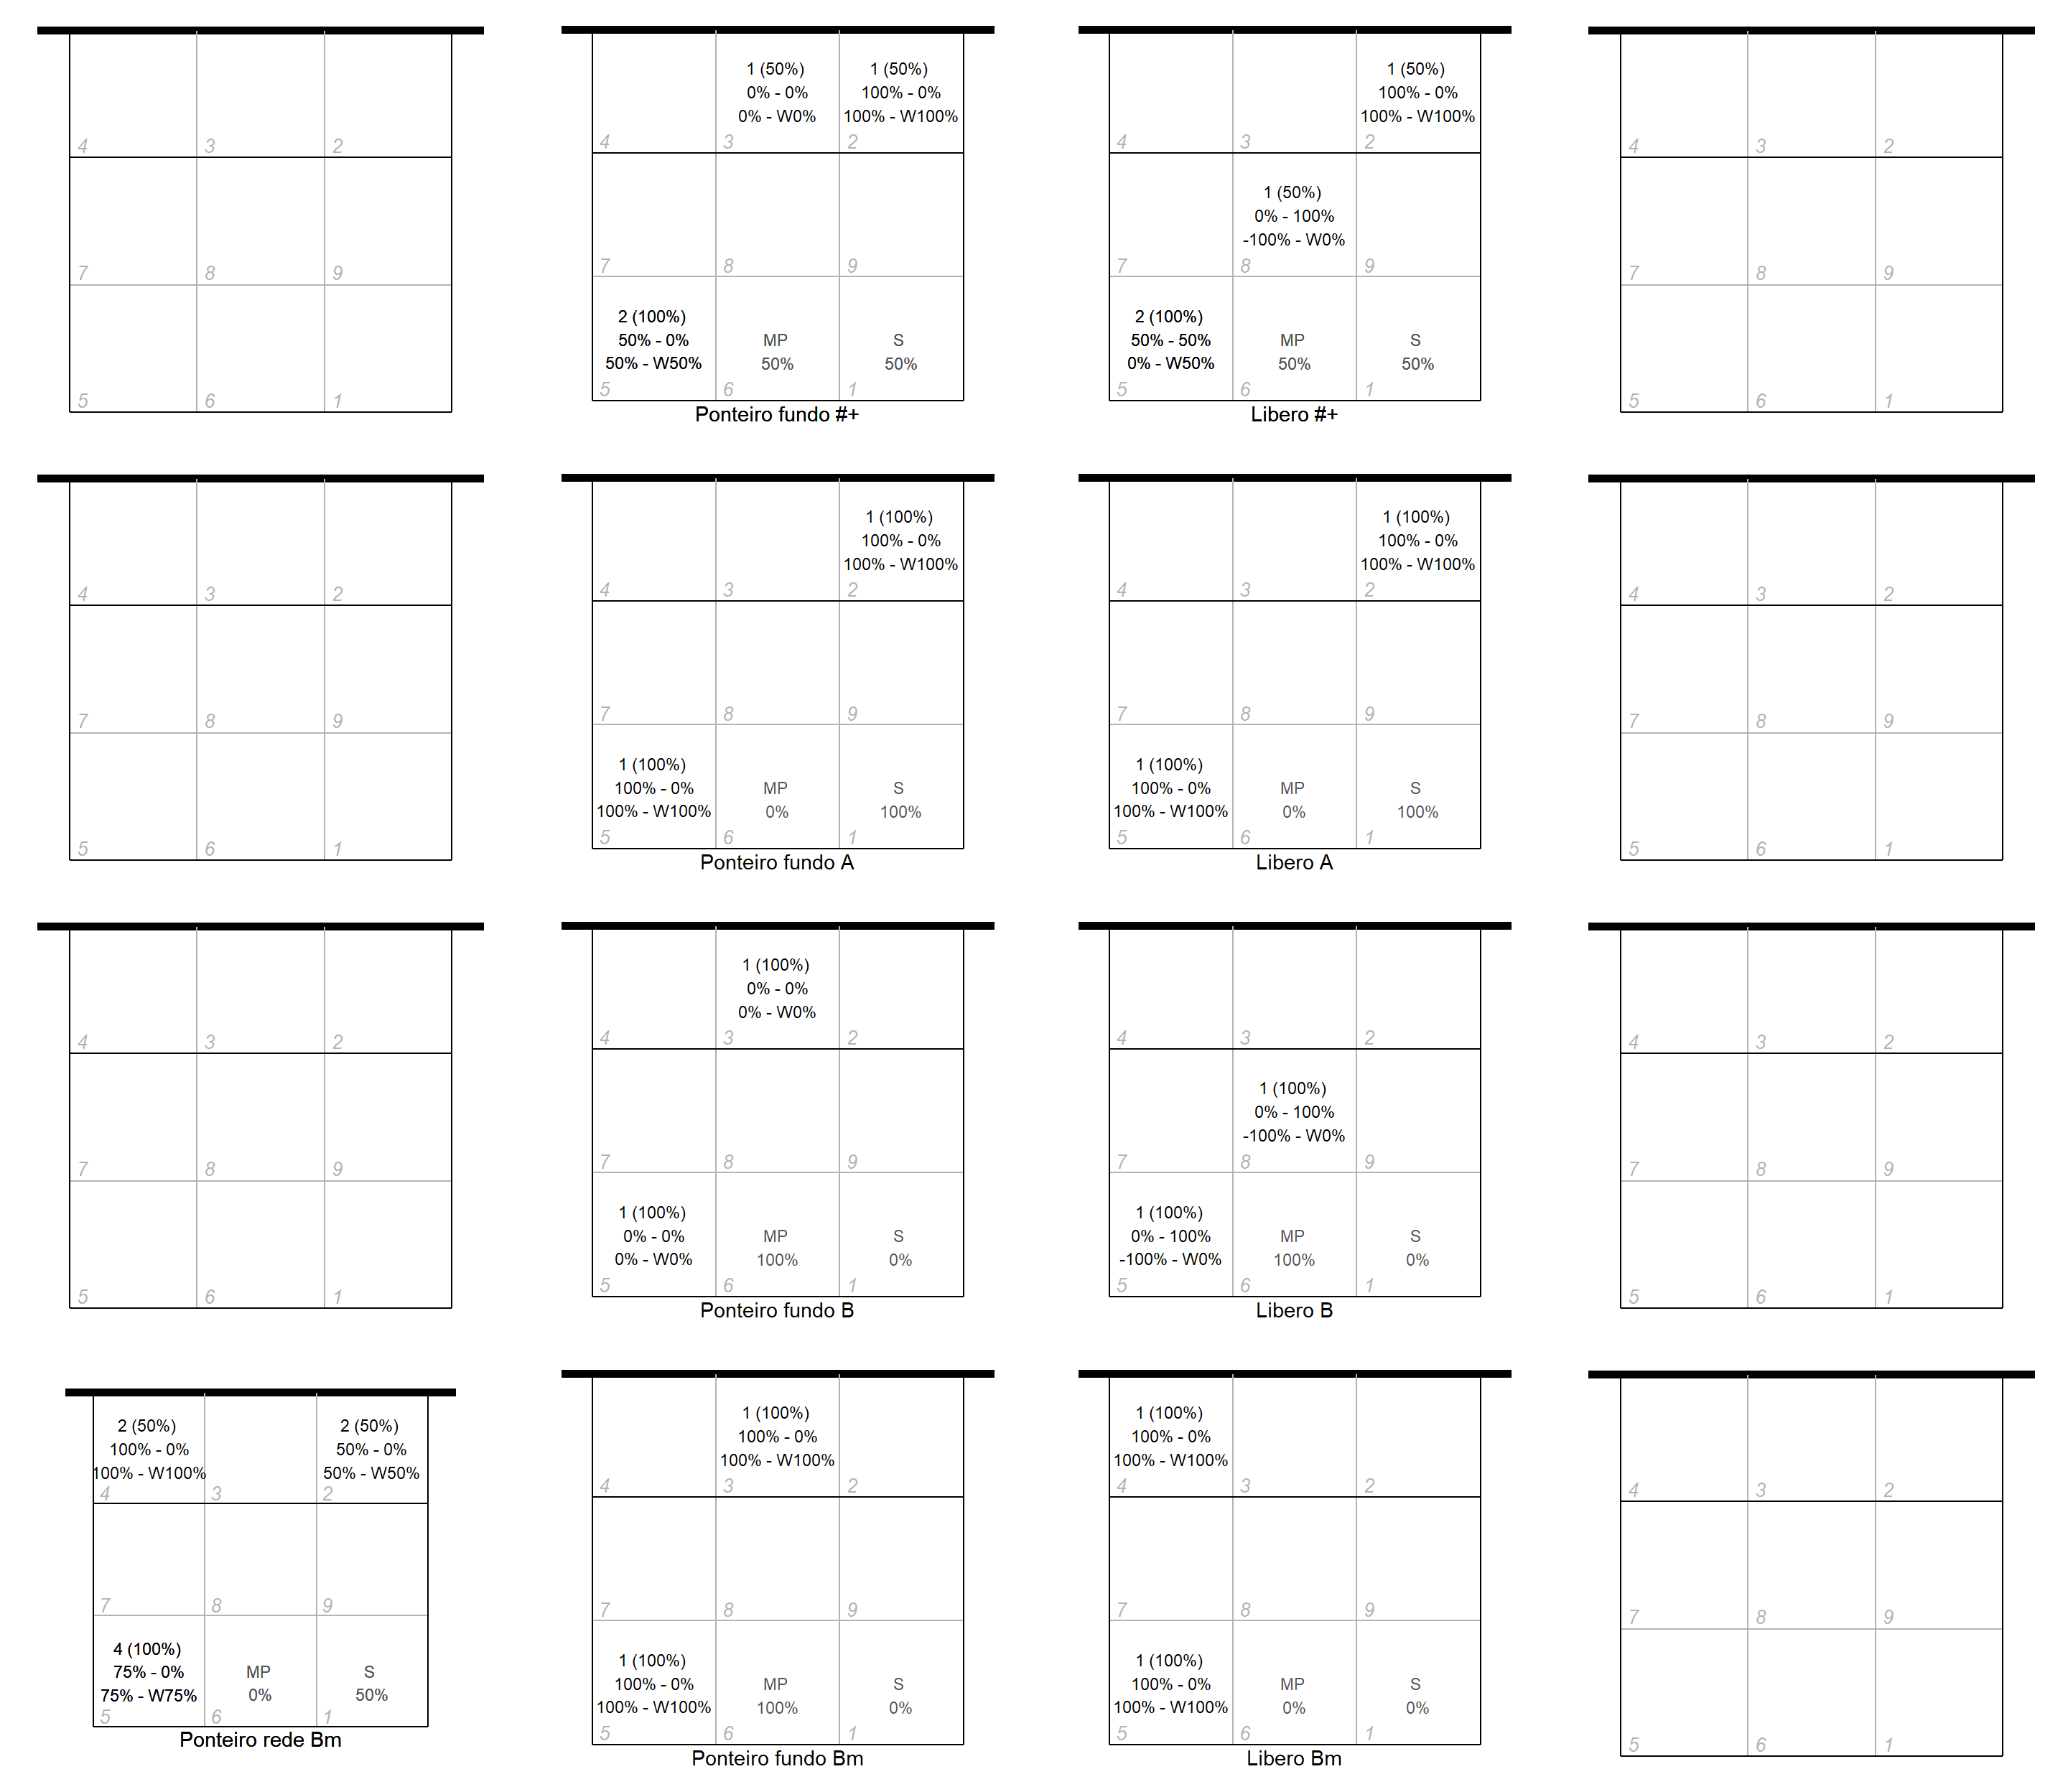 4 3 2
7 8 9
5 6 1
1 (50%) 1 (50%)
0% - 0% 100% - 0%
0% - W0% 100% - W100%
4 3 2
7 8 9
2 (100%)
50% - 0% MP S
50% - W50% 50% 50%
5 6 1
Ponteiro fundo #+
1 (50%)
100% - 0%
100% - W100%
4 3 2
1 (50%)
0% - 100%
-100% - W0%
7 8 9
2 (100%)
50% - 50% MP S
0% - W50% 50% 50%
5 6 1
Libero #+
4 3 2
7 8 9
5 6 1
4 3 2
7 8 9
5 6 1
1 (100%)
100% - 0%
100% - W100%
4 3 2
7 8 9
1 (100%)
100% - 0% MP S
100% - W100% 0% 100%
5 6 1
Ponteiro fundo A
1 (100%)
100% - 0%
100% - W100%
4 3 2
7 8 9
1 (100%)
100% - 0% MP S
100% - W100% 0% 100%
5 6 1
Libero A
4 3 2
7 8 9
5 6 1
4 3 2
7 8 9
5 6 1
1 (100%)
0% - 0%
0% - W0%
4 3 2
7 8 9
1 (100%)
0% - 0% MP S
0% - W0% 100% 0%
5 6 1
Ponteiro fundo B
4 3 2
1 (100%)
0% - 100%
-100% - W0%
7 8 9
1 (100%)
0% - 100% MP S
-100% - W0% 100% 0%
5 6 1
Libero B
4 3 2
7 8 9
5 6 1
2 (50%) 2 (50%)
100% - 0% 50% - 0%
100% - W100% 50% - W50%
4 3 2
7 8 9
4 (100%)
75% - 0% MP S
75% - W75% 0% 50%
5 6 1
Ponteiro rede Bm
1 (100%)
100% - 0%
100% - W100%
4 3 2
7 8 9
1 (100%)
100% - 0% MP S
100% - W100% 100% 0%
5 6 1
Ponteiro fundo Bm
1 (100%)
100% - 0%
100% - W100%
4 3 2
7 8 9
1 (100%)
100% - 0% MP S
100% - W100% 0% 0%
5 6 1
Libero Bm
4 3 2
7 8 9
5 6 1